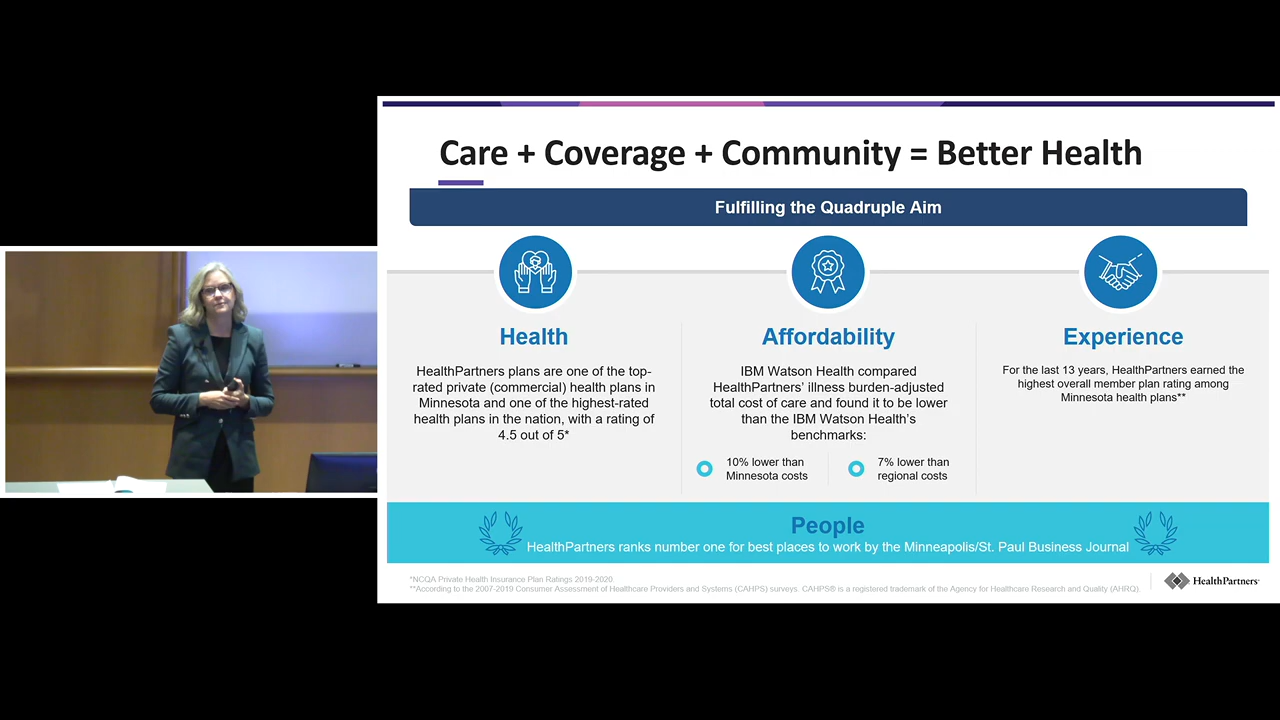 Care + Coverage + Community = Better Health
Fulfilling the Quadruple Aim
Health
HealthPartners plans are one of the top-
rated private (commercial) health plans in
Minnesota and one of the highest-rated
health plans in the nation, with a rating of
4.5 out of 5*
Affordability
IBM Watson Health compared
HealthPartners' illness burden-adjusted
total cost of care and found it to be lower
than the IBM Watson Health's
benchmarks:
10% lower than
Minnesota costs
7% lower than
regional costs
Experience
For the last 13 years, HealthPartners earned the
highest overall member plan rating among
Minnesota health plans**
People
HealthPartners ranks number one for best places to work by the Minneapolis/St. Paul Business Journal
*NCQA Private Health Insurance Plan Ratings 2019-2020.
**According to the 2007-2019 Consumer Assessment of Healthcare Providers and Systems (CAHPS) surveys. CAHPS® is a registered trademark of the Agency for Healthcare Research and Quality (AHRQ).
HealthPartners®